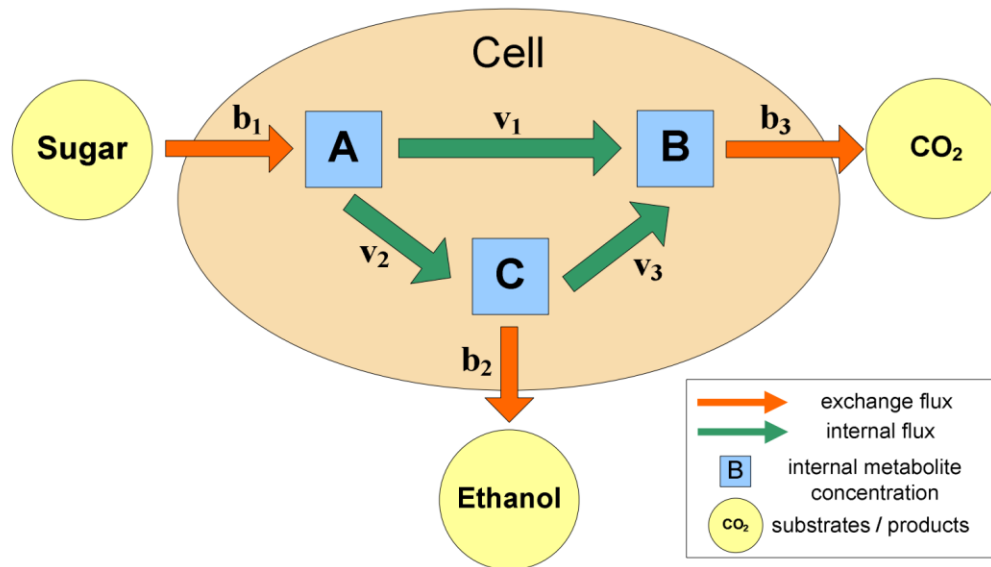 Cell
b₁
v₁
b₃
Sugar
A
B
CO₂
v₂
C
v₃
b₂
exchange flux
internal flux
B
internal metabolite
concentration
Ethanol
CO₂
substrates / products